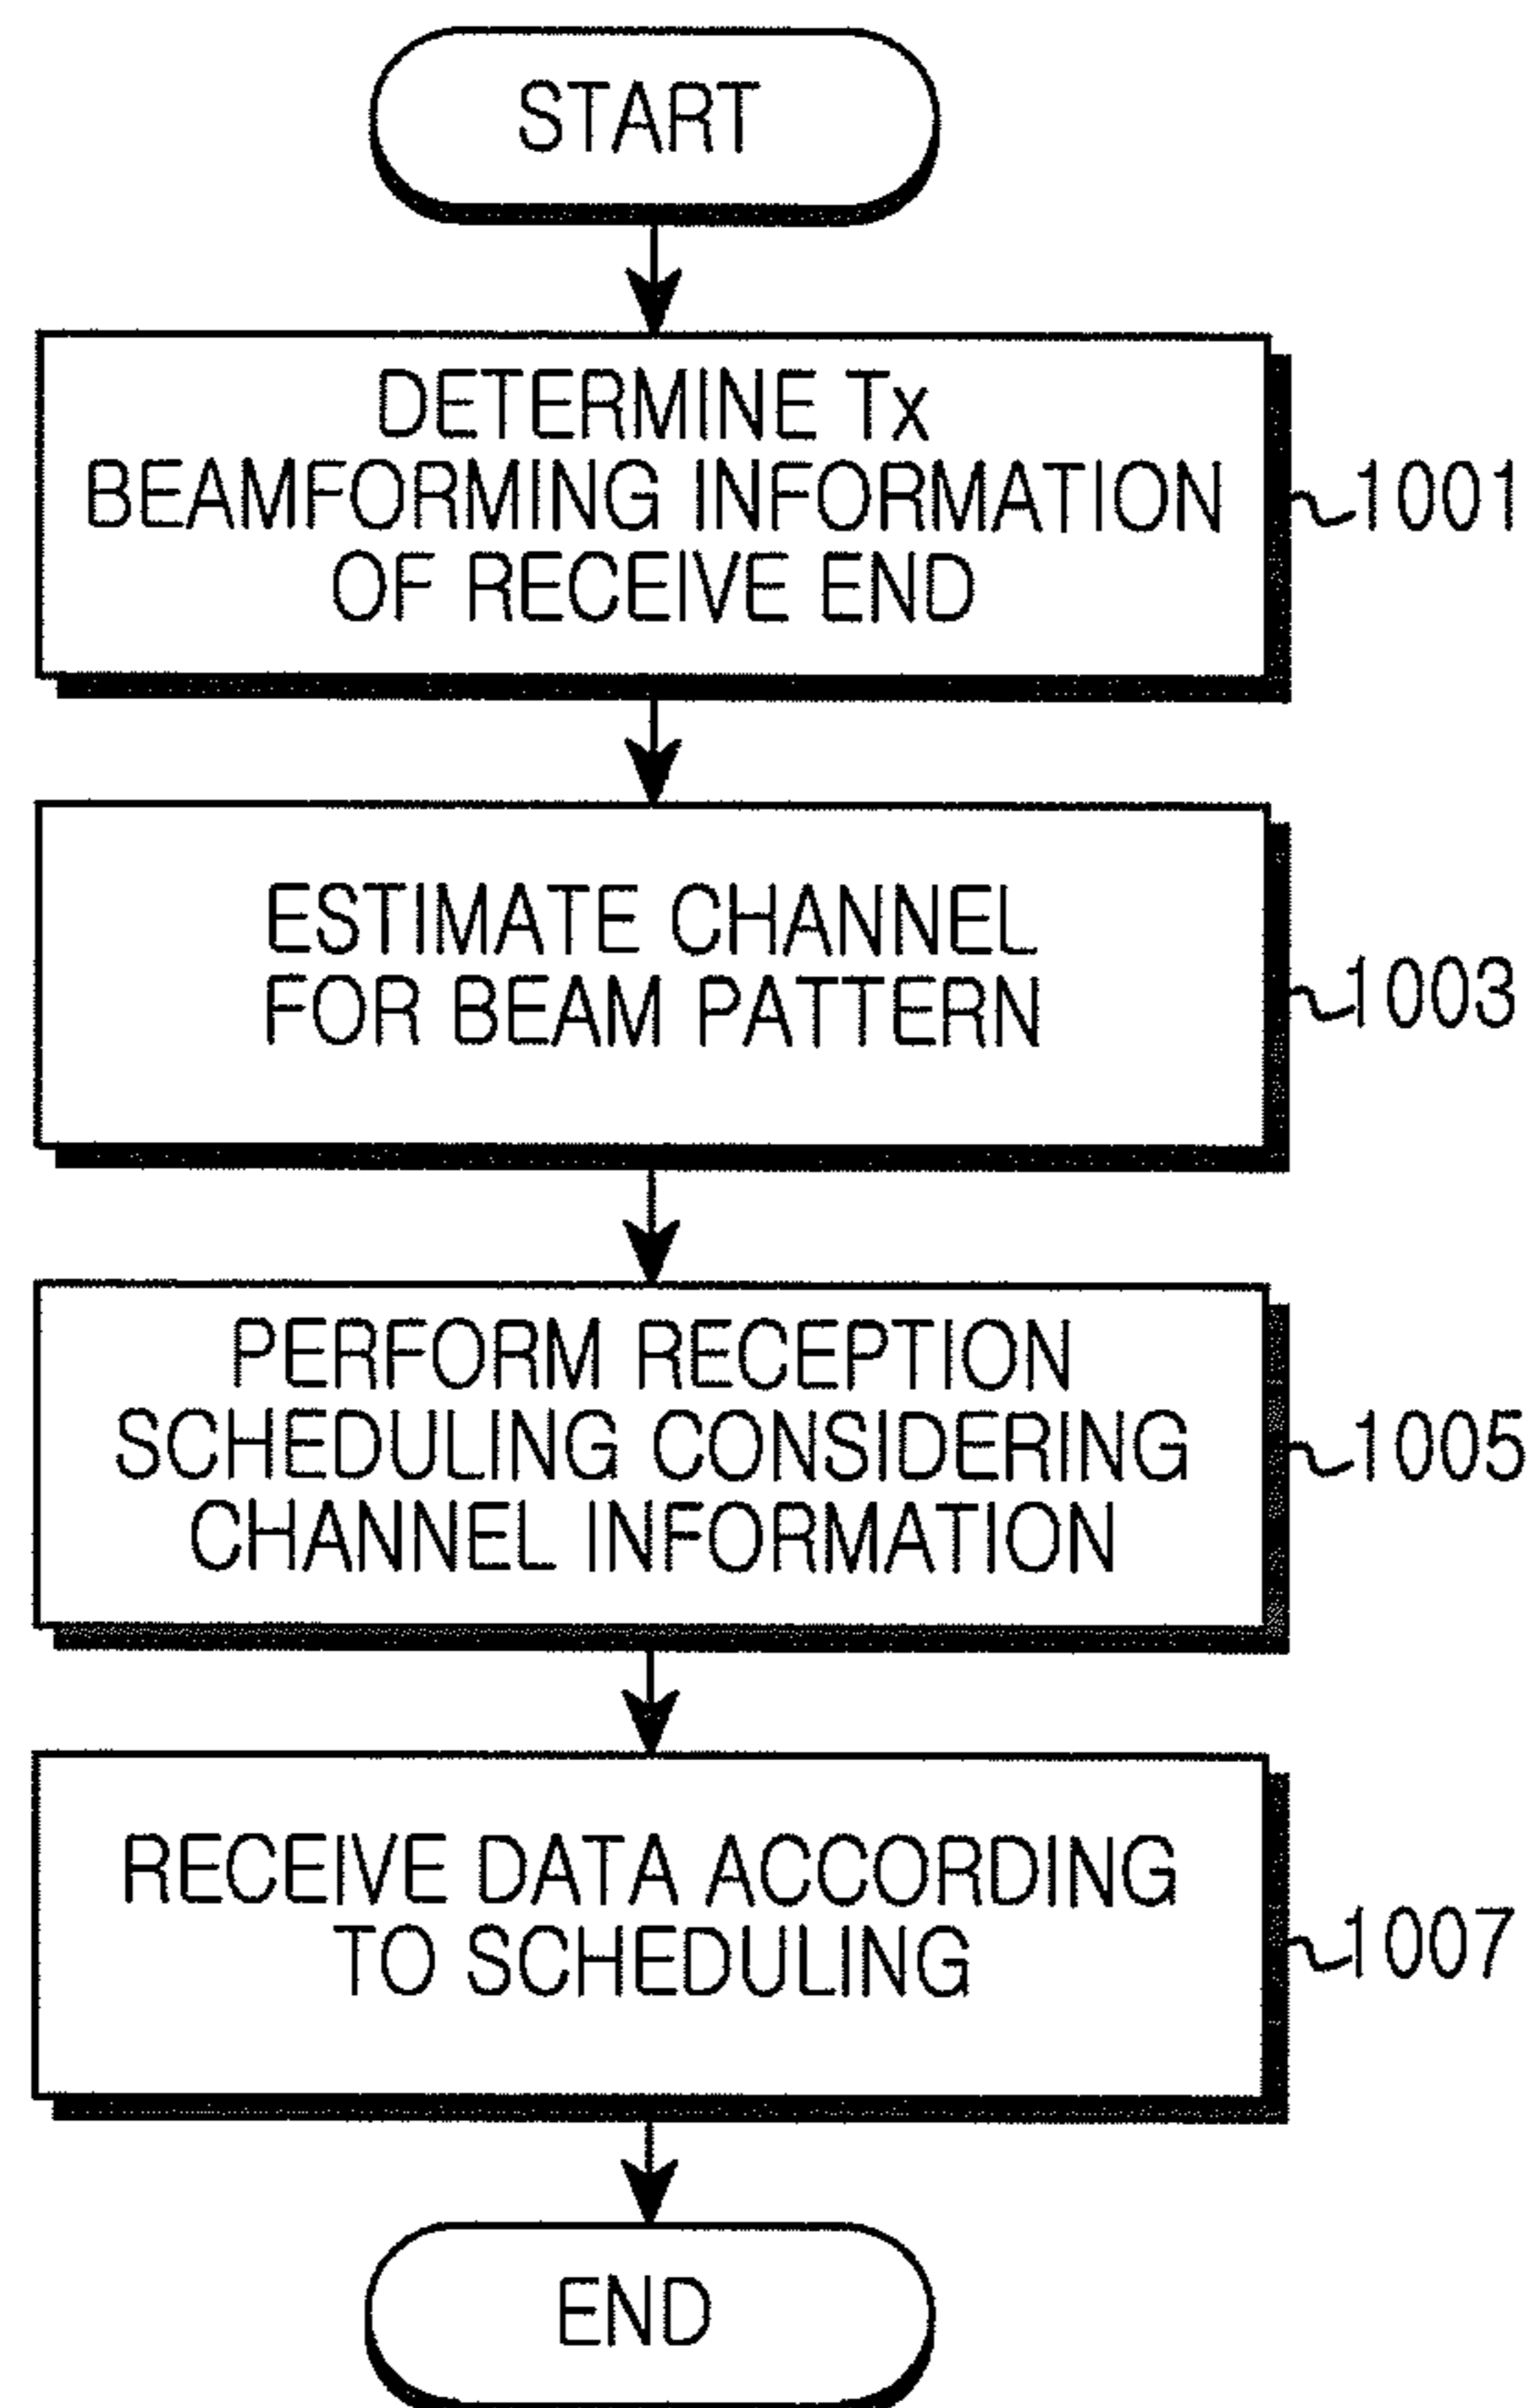 START
DETERMINE Tx
BEAMFORMING INFORMATION
OF RECEIVE END
1001
ESTIMATE CHANNEL
FOR BEAM PATTERN
1003
PERFORM RECEPTION
SCHEDULING CONSIDERING
CHANNEL INFORMATION
1005
RECEIVE DATA ACCORDING
TO SCHEDULING
1007
END